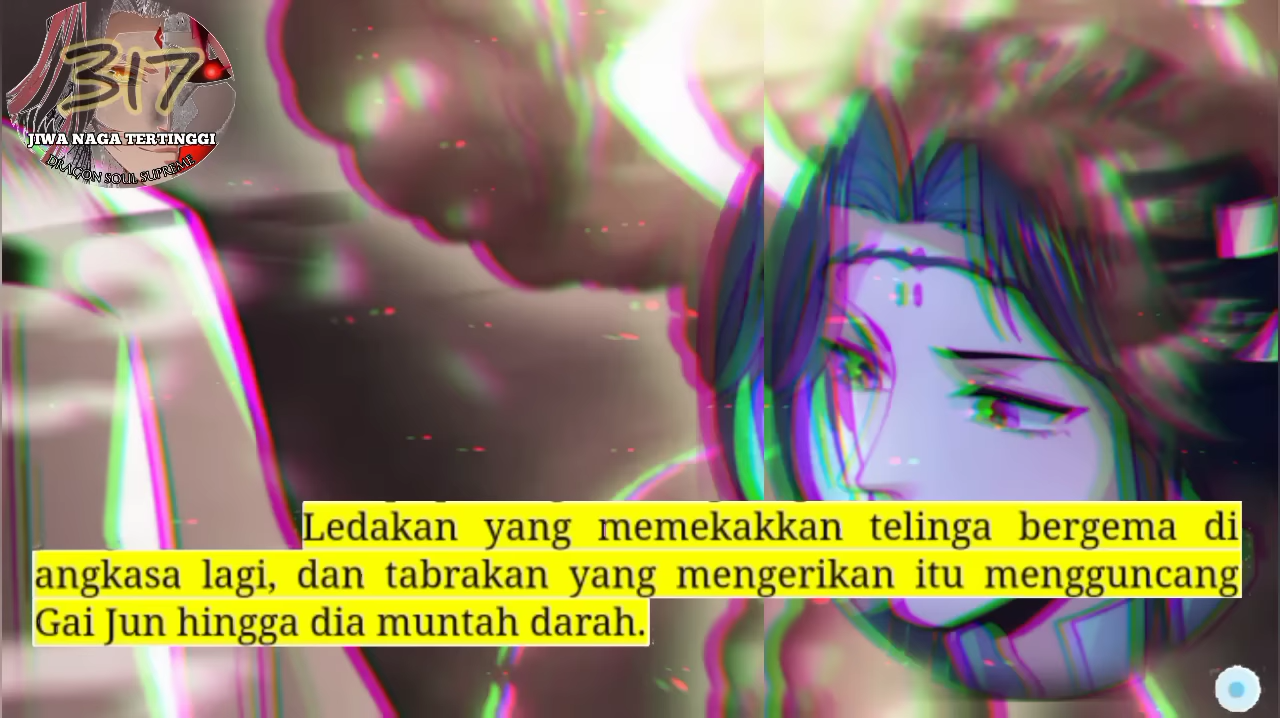 317
JIWA NAGA TERTINGGI
DRAGON SOUL SUPREME
Ledakan yang memekakkan telinga bergema di
angkasa lagi, dan tabrakan yang mengerikan itu mengguncang
Gai Jun hingga dia muntah darah.